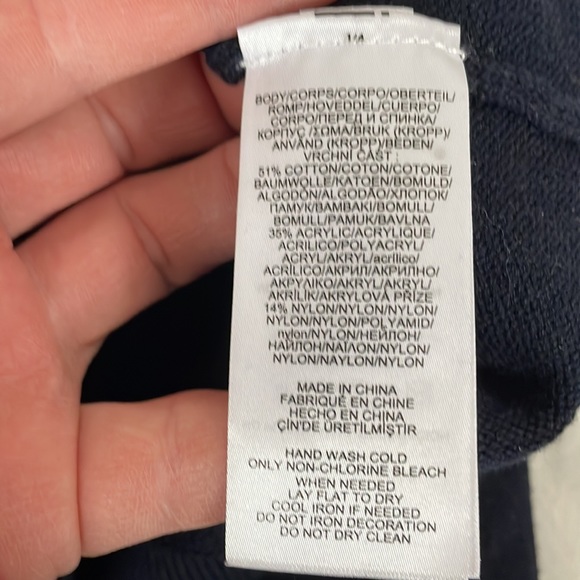 1/4
BODY/CORPS/CORPO/OBERTEIL/
ROMP/HOVEDDEL/CUERPO/
CORPO/ПЕРЕД И СПИНКА/
КОРПУС /ΣΩΜΑ/BRUK (KROPP)/
ANVÄND (KROPP)/BEDEN/
VRCHNÍ ČÁST :
51% COTTON/COTON/COTONE/
BAUMWOLLE/KATOEN/BOMULD/
ALGODÓN/ALGODÃO/ХЛОПОК/
ПАМУК/ΒΑΜΒΑΚΙ/BOMULL/
BOMULL/PAMUK/BAVLNA
35% ACRYLIC/ACRYLIQUE/
ACRILICO/POLYACRYL/
ACRYL/AKRYL/acrílico/
ACRÍLICO/АКРИЛ/АКРИЛНО/
ΑΚΡΥΛΙΚΟ/AKRYL/AKRYL/
AKRİLİK/AKRYLOVÁ PŘÍZE
14% NYLON/NYLON/NYLON/
NYLON/NYLON/POLYAMID/
nylon/NYLON/НЕЙЛОН/
НАЙЛОН/ΝΑΪΛΟΝ/NYLON/
NYLON/NAYLON/NYLON
MADE IN CHINA
FABRIQUÉ EN CHINE
HECHO EN CHINA
ÇİN'DE ÜRETİLMİŞTİR
HAND WASH COLD
ONLY NON-CHLORINE BLEACH
WHEN NEEDED
LAY FLAT TO DRY
COOL IRON IF NEEDED
DO NOT IRON DECORATION
DO NOT DRY CLEAN